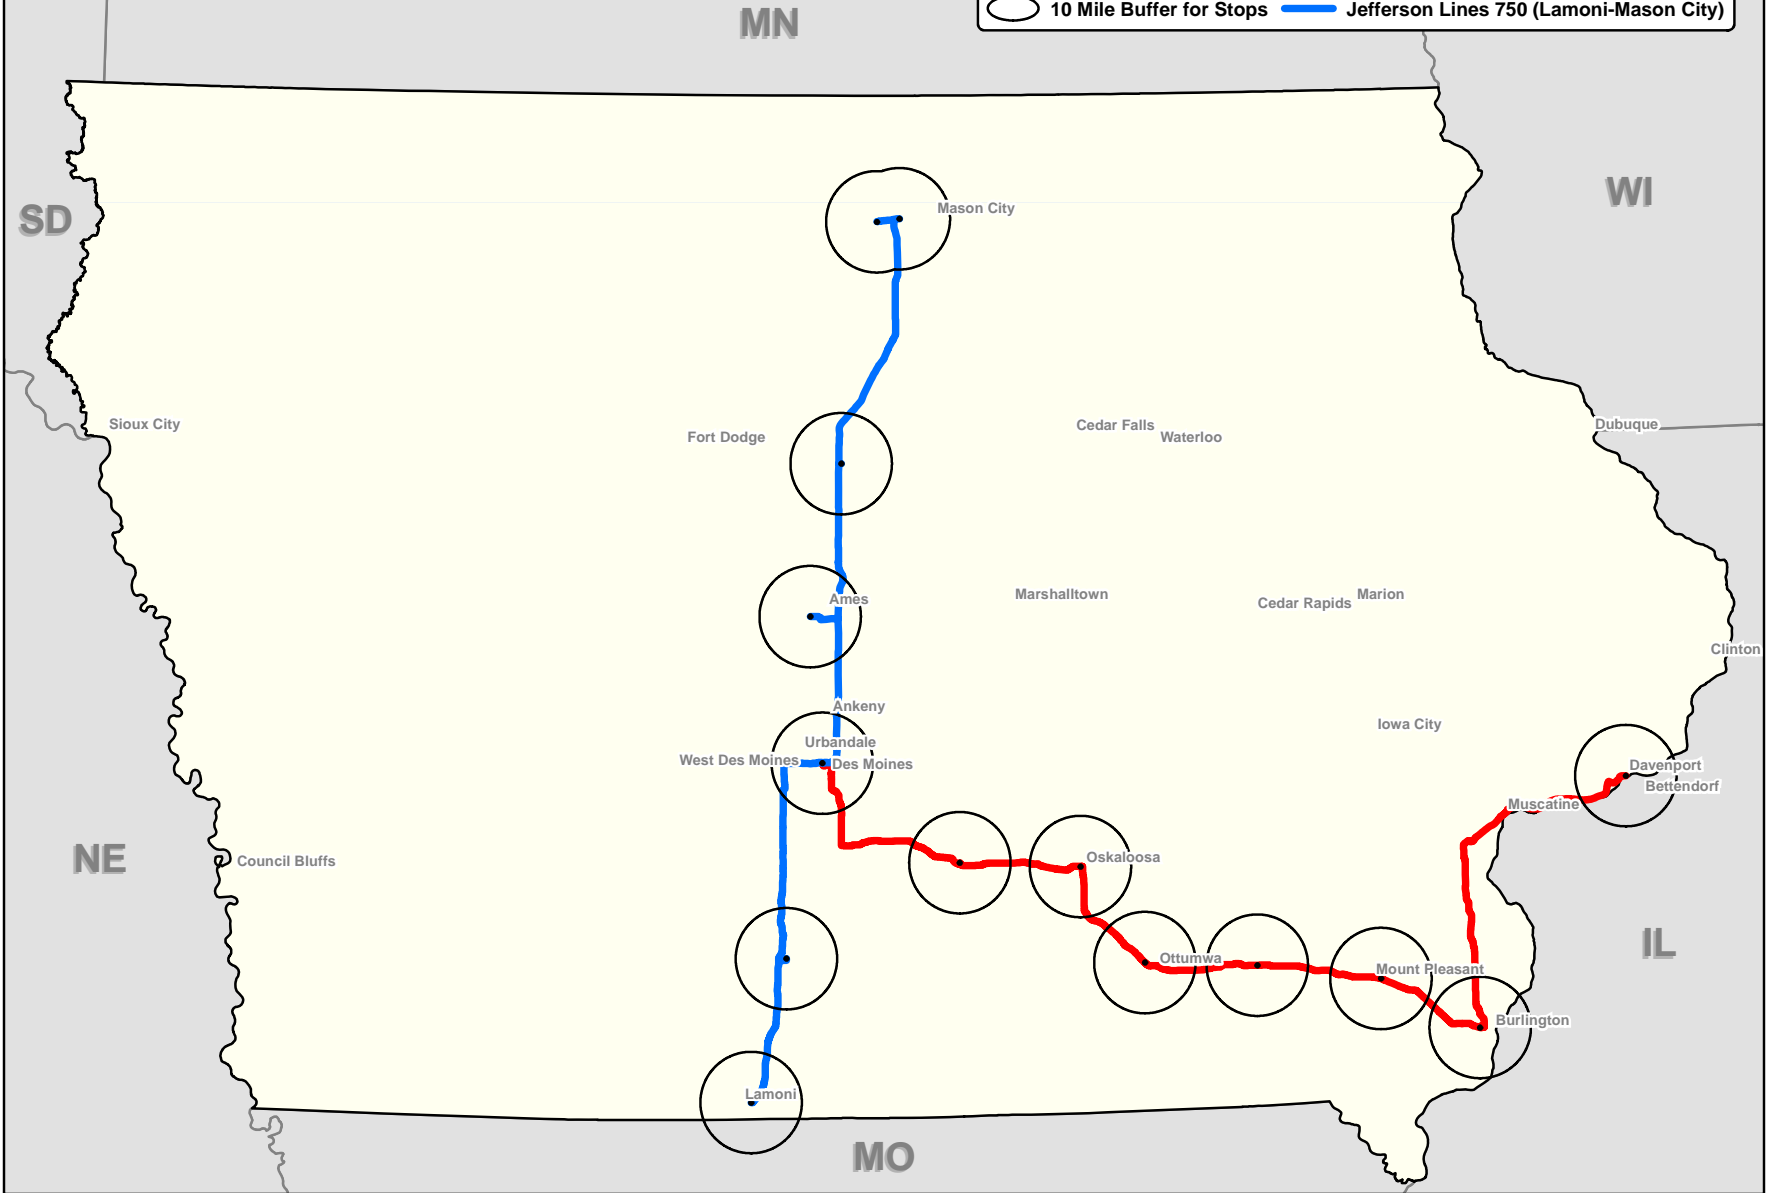 MN
10 Mile Buffer for Stops Jefferson Lines 750 (Lamoni-Mason City)
WI
Mason City
SD
Sioux City
Fort Dodge
Cedar Falls
Waterloo
Dubuque
Ames
Marshalltown
Cedar Rapids
Marion
Clinton
Ankeny
Iowa City
Urbandale
West Des Moines
Des Moines
Davenport
Bettendorf
Muscatine
NE
Council Bluffs
Oskaloosa
IL
Ottumwa
Mount Pleasant
Burlington
Lamoni
MO